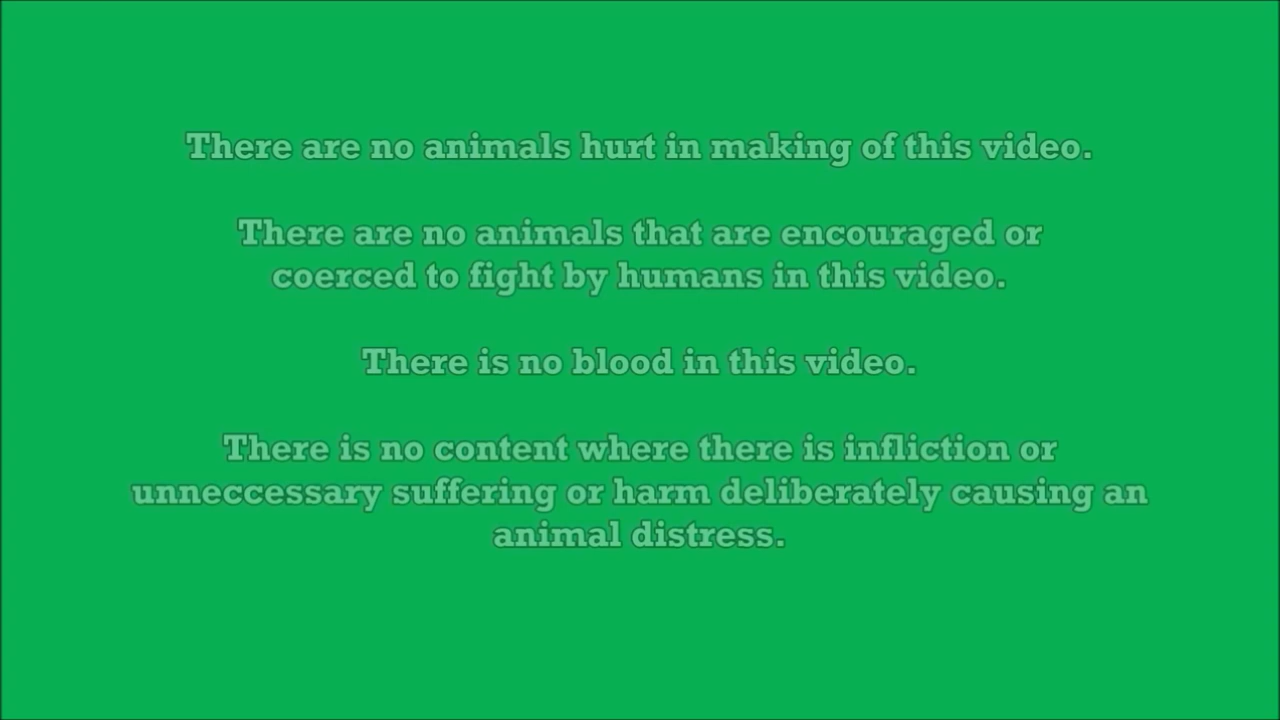 There are no animals hurt in making of this video.
There are no animals that are encouraged or
coerced to fight by humans in this video.
There is no blood in this video.
There is no content where there is infliction or
unneccessary suffering or harm deliberately causing an
animal distress.